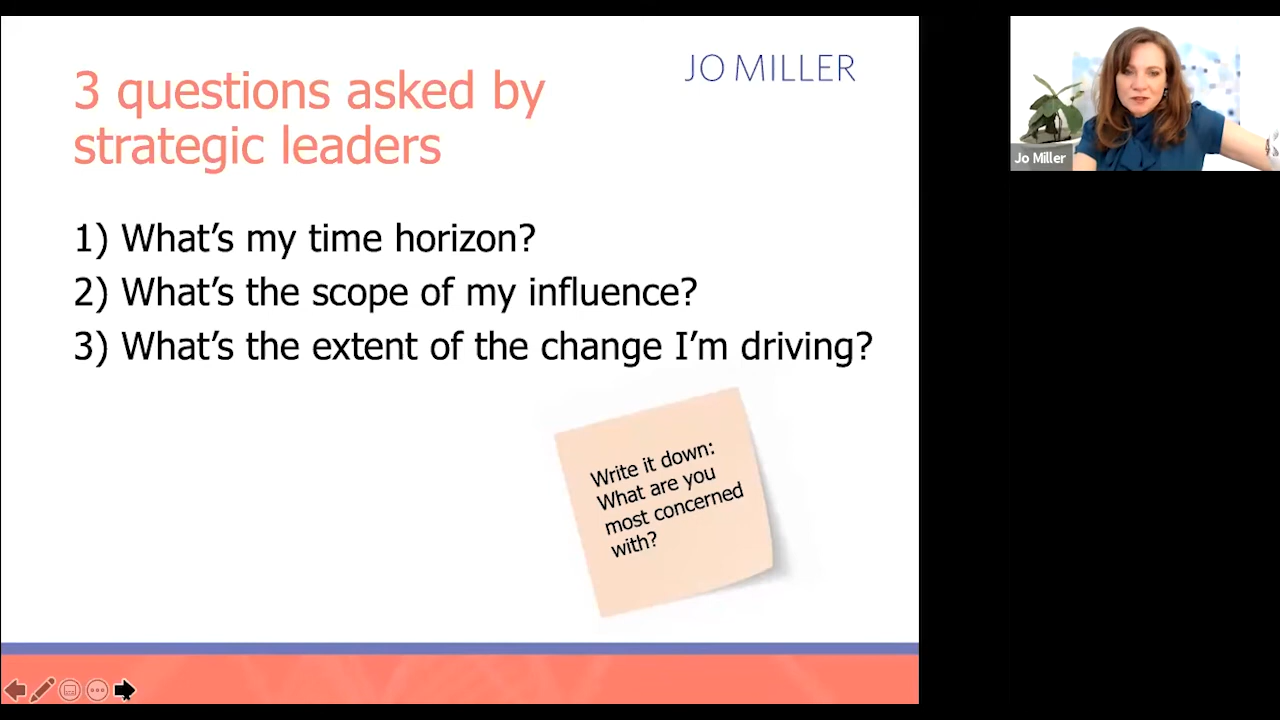 JO MILLER
3 questions asked by
strategic leaders
1) What’s my time horizon?
2) What’s the scope of my influence?
3) What’s the extent of the change I’m driving?
Write it down:
What are you
most concerned
with?
Jo Miller